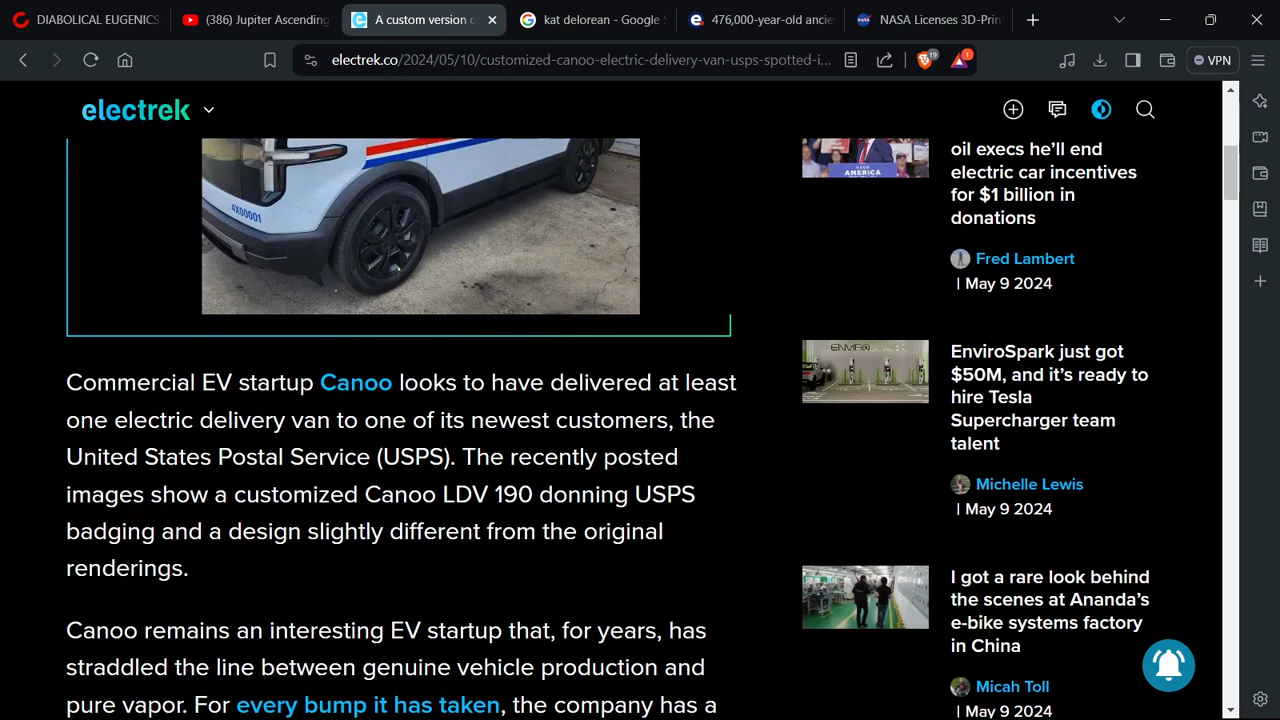 DIABOLICAL EUGENICS
(386) Jupiter Ascending
A custom version o
kat delorean - Google S
476,000-year-old ancie
NASA Licenses 3D-Prin
electrek.co/2024/05/10/customized-canoo-electric-delivery-van-usps-spotted-i...
19
1
VPN
electrek
4X00001
Commercial EV startup Canoo looks to have delivered at least
one electric delivery van to one of its newest customers, the
United States Postal Service (USPS). The recently posted
images show a customized Canoo LDV 190 donning USPS
badging and a design slightly different from the original
renderings.
Canoo remains an interesting EV startup that, for years, has
straddled the line between genuine vehicle production and
pure vapor. For every bump it has taken, the company has a
AMERICA
oil execs he’ll end
electric car incentives
for $1 billion in
donations
Fred Lambert
| May 9 2024
ENVIROSPARK
EnviroSpark just got
$50M, and it’s ready to
hire Tesla
Supercharger team
talent
Michelle Lewis
| May 9 2024
I got a rare look behind
the scenes at Ananda’s
e-bike systems factory
in China
Micah Toll
| May 9 2024